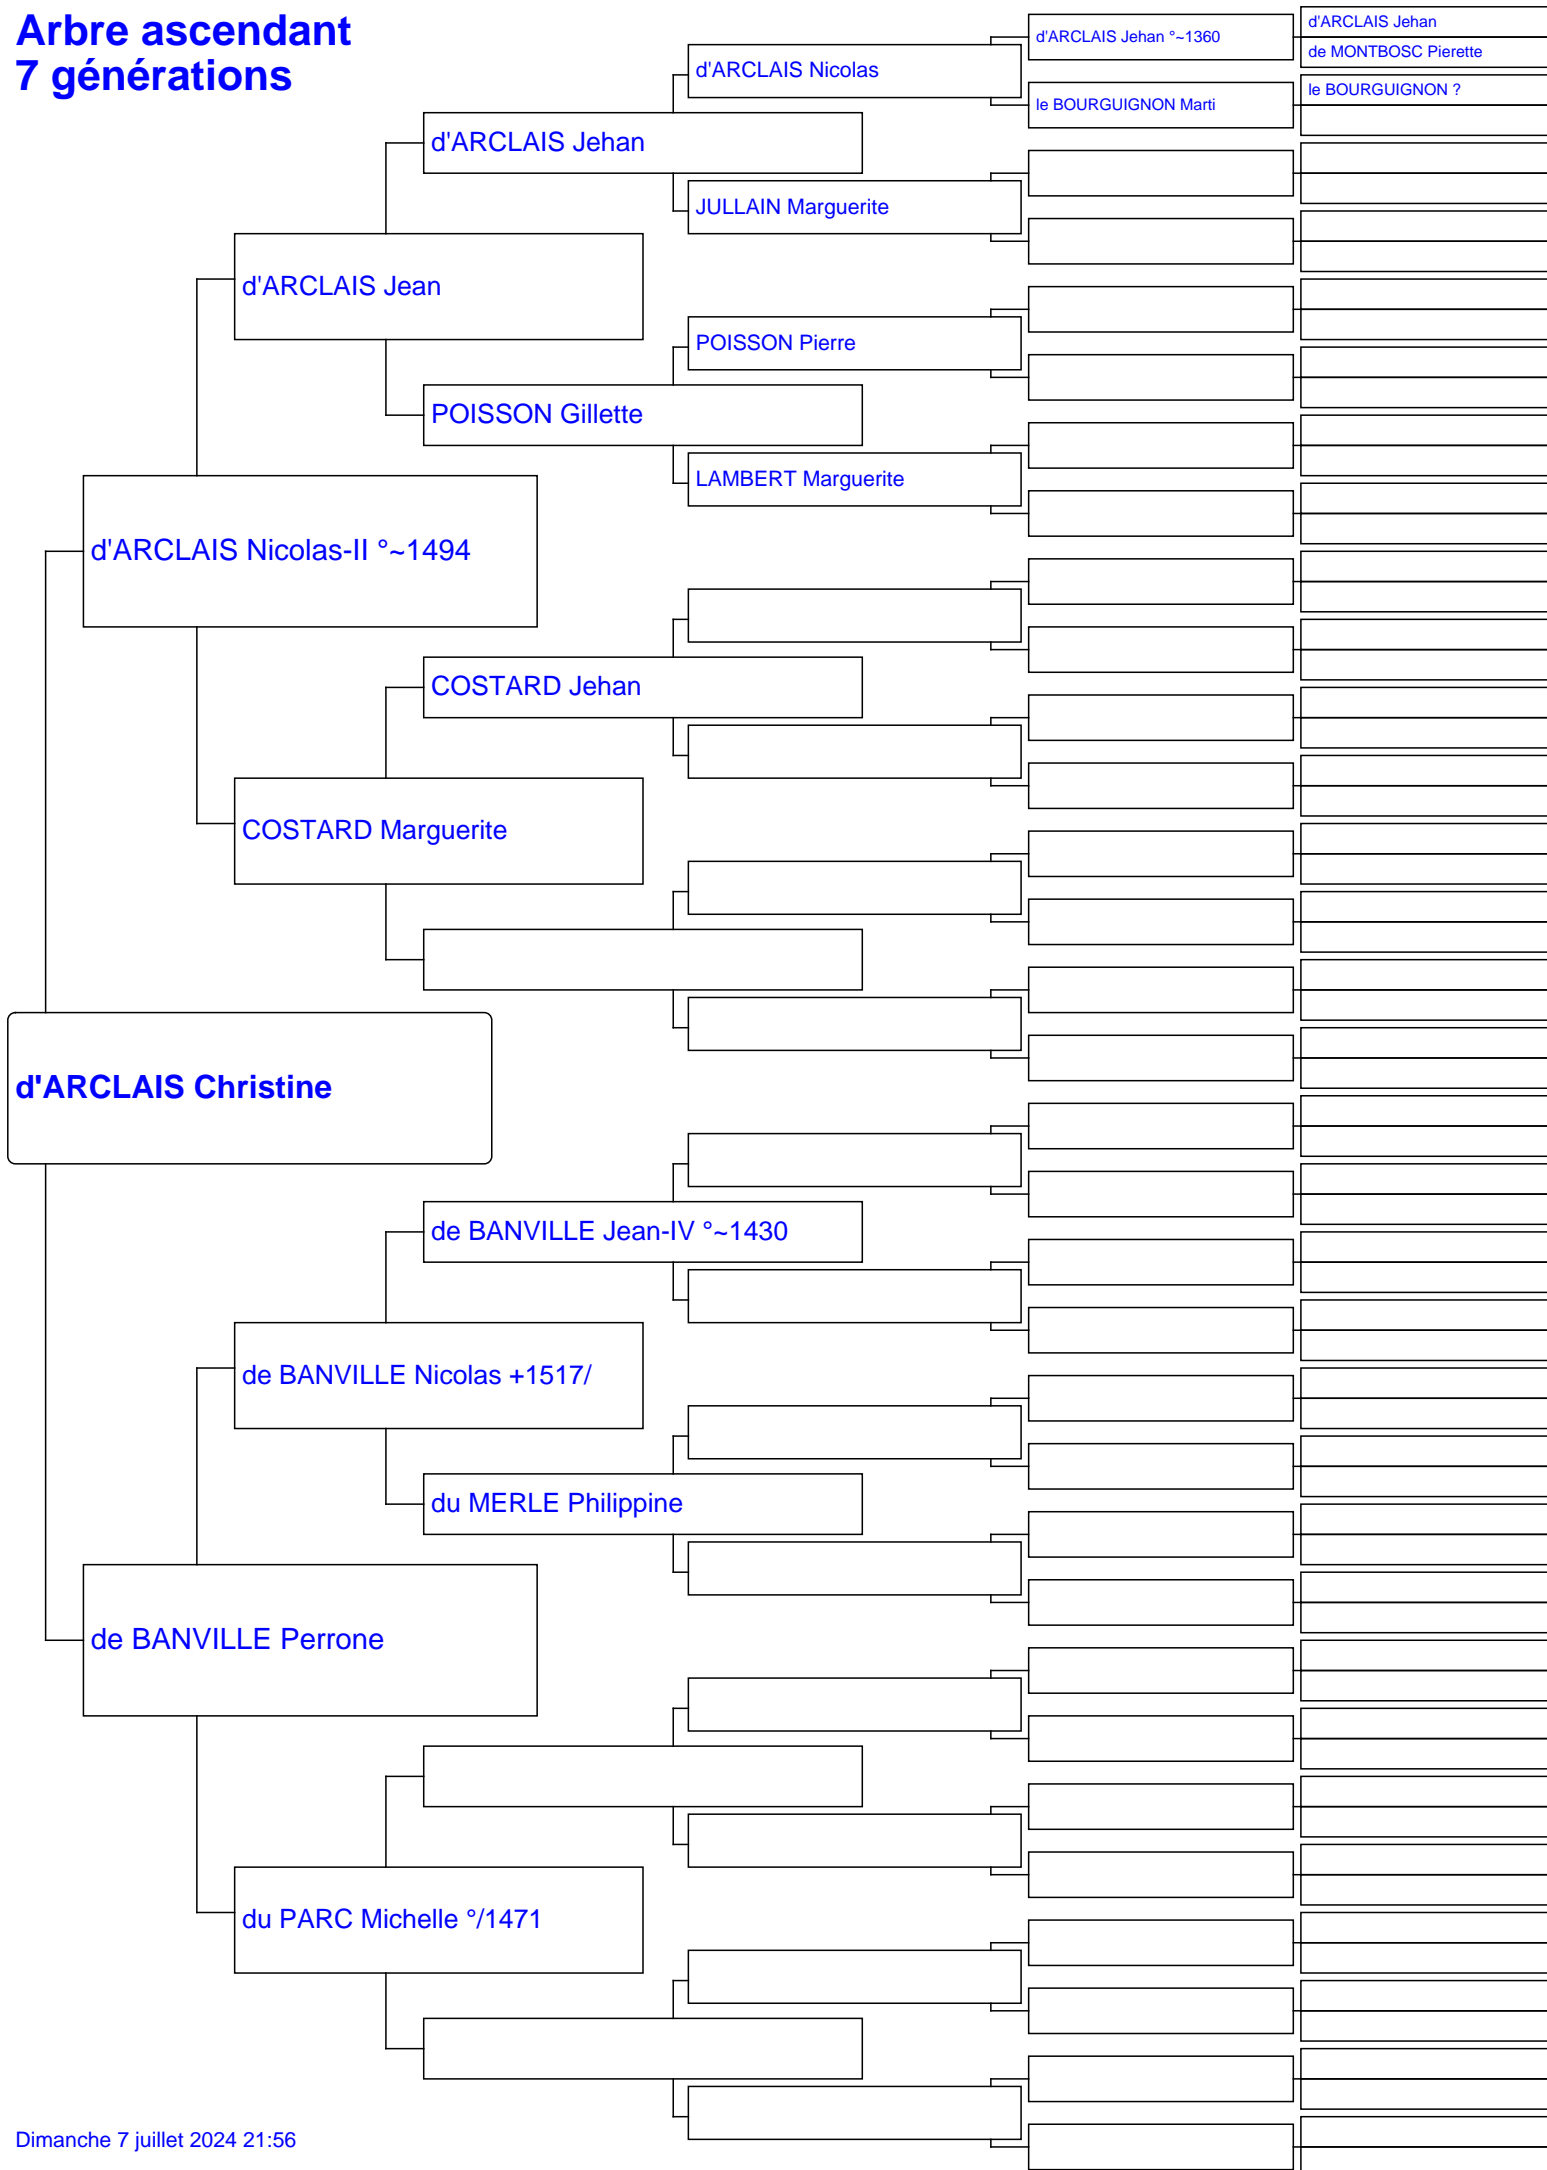 Arbre ascendant
7 générations
d'ARCLAIS Jehan
d'ARCLAIS Jehan °~1360
de MONTBOSC Pierette
d'ARCLAIS Nicolas
le BOURGUIGNON ?
le BOURGUIGNON Marti
d'ARCLAIS Jehan
JULLAIN Marguerite
d'ARCLAIS Jean
POISSON Pierre
POISSON Gillette
LAMBERT Marguerite
d'ARCLAIS Nicolas-II °~1494
COSTARD Jehan
COSTARD Marguerite
d'ARCLAIS Christine
de BANVILLE Jean-IV °~1430
de BANVILLE Nicolas +1517/
du MERLE Philippine
de BANVILLE Perrone
du PARC Michelle °/1471
Dimanche 7 juillet 2024 21:56